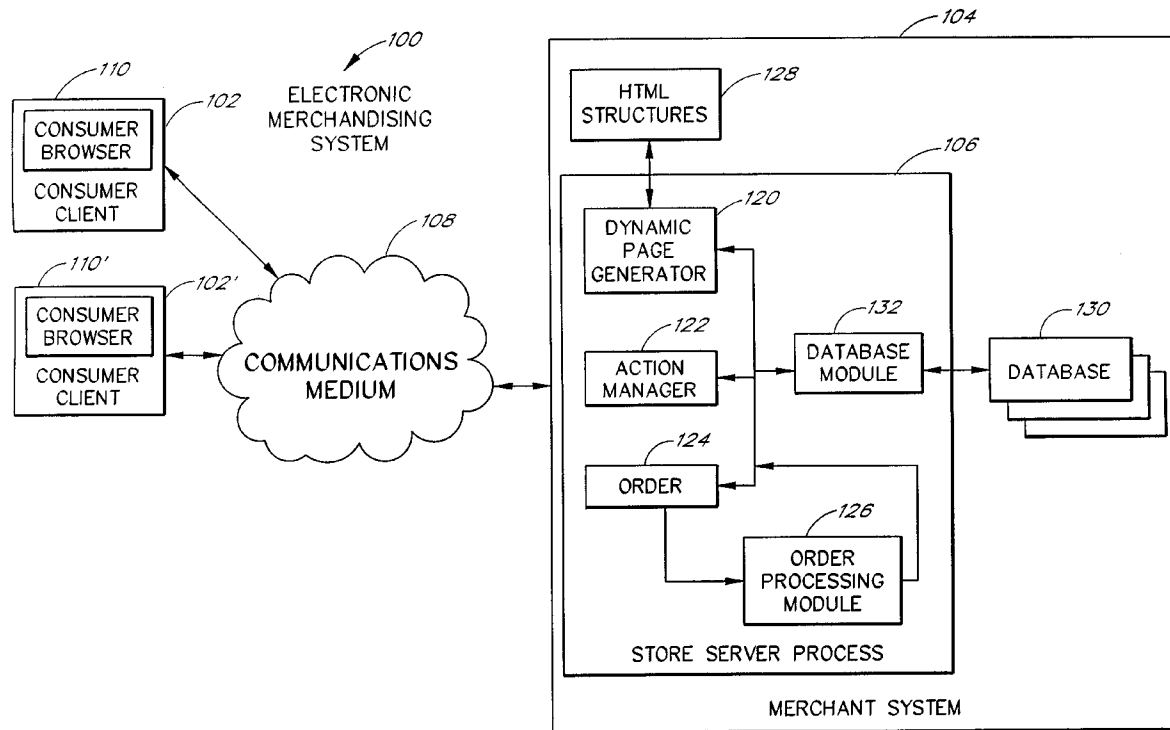 100
ELECTRONIC
MERCHANDISING
SYSTEM
110
102
CONSUMER
BROWSER
CONSUMER
CLIENT
110'
102'
CONSUMER
BROWSER
CONSUMER
CLIENT
108
COMMUNICATIONS
MEDIUM
104
HTML
STRUCTURES
128
106
DYNAMIC
PAGE
GENERATOR
120
122
ACTION
MANAGER
132
DATABASE
MODULE
130
DATABASE
124
ORDER
126
ORDER
PROCESSING
MODULE
STORE SERVER PROCESS
MERCHANT SYSTEM